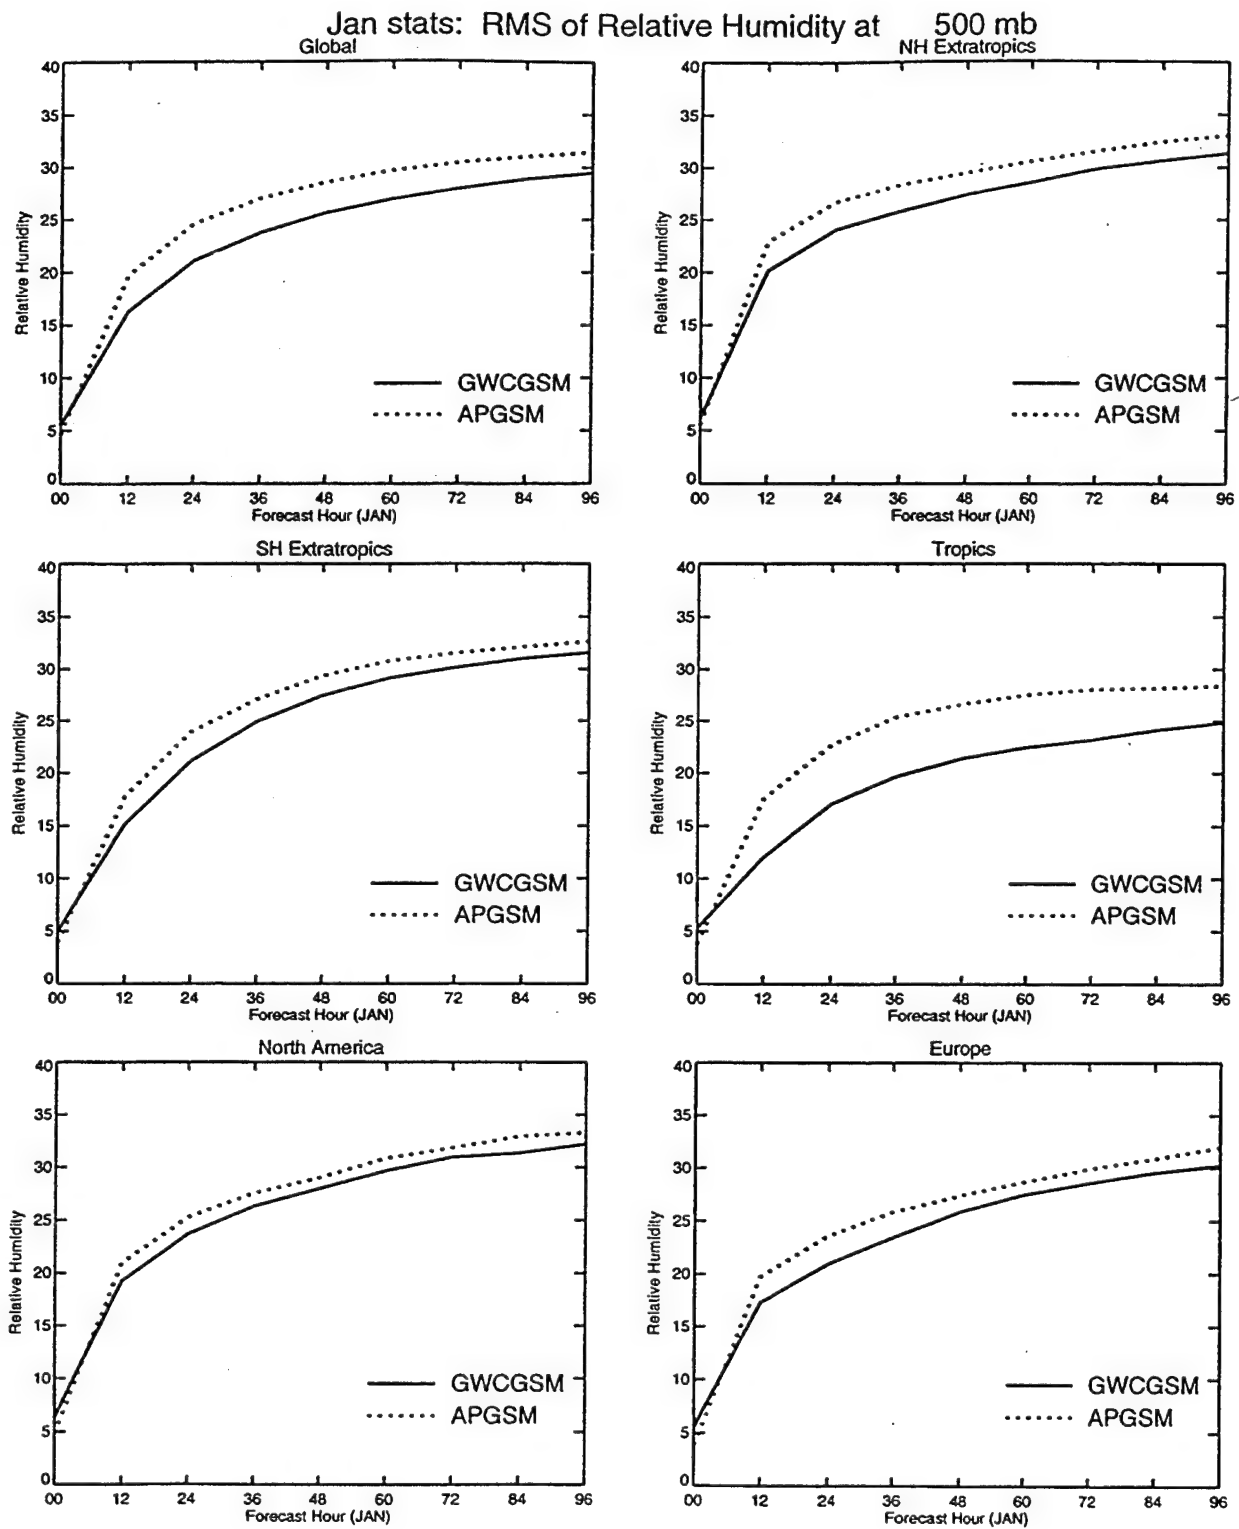 Jan stats: RMS of Relative Humidity at 500 mb
Global
40
35
30
25
20
15
10
5
0
Relative Humidity
GWCGSM
APGSM
00 12 24 36 48 60 72 84 96
Forecast Hour (JAN)
NH Extratropics
40
35
30
25
20
15
10
5
0
Relative Humidity
GWCGSM
APGSM
00 12 24 36 48 60 72 84 96
Forecast Hour (JAN)
SH Extratropics
40
35
30
25
20
15
10
5
0
Relative Humidity
GWCGSM
APGSM
00 12 24 36 48 60 72 84 96
Forecast Hour (JAN)
Tropics
40
35
30
25
20
15
10
5
0
Relative Humidity
GWCGSM
APGSM
00 12 24 36 48 60 72 84 96
Forecast Hour (JAN)
North America
40
35
30
25
20
15
10
5
0
Relative Humidity
GWCGSM
APGSM
00 12 24 36 48 60 72 84 96
Forecast Hour (JAN)
Europe
40
35
30
25
20
15
10
5
0
Relative Humidity
GWCGSM
APGSM
00 12 24 36 48 60 72 84 96
Forecast Hour (JAN)